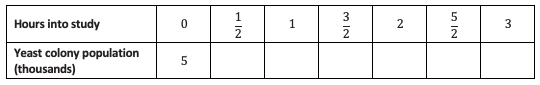 Hours into study 0 1/2 1 3/2 2 5/2 3
Yeast colony population
(thousands) 5